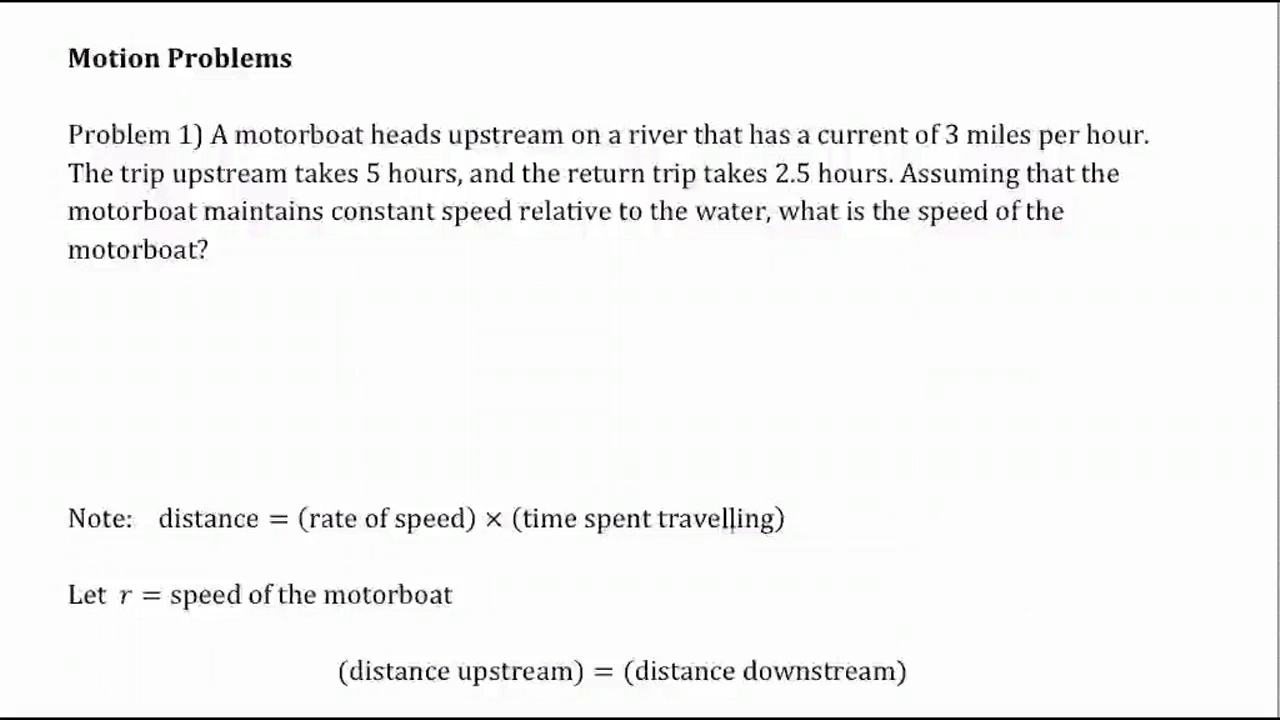 Motion Problems
Problem 1) A motorboat heads upstream on a river that has a current of 3 miles per hour.
The trip upstream takes 5 hours, and the return trip takes 2.5 hours. Assuming that the
motorboat maintains constant speed relative to the water, what is the speed of the
motorboat?
Note: distance = (rate of speed) × (time spent travelling)
Let r = speed of the motorboat
(distance upstream) = (distance downstream)